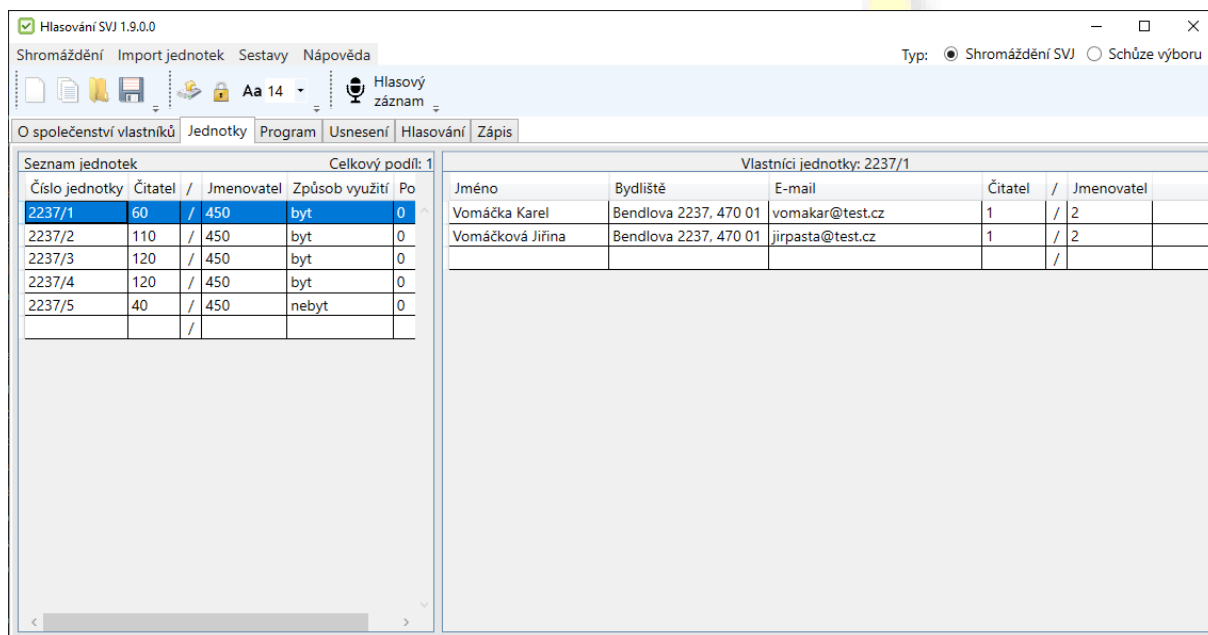 Hlasování SVJ 1.9.0.0
Shromáždění Import jednotek Sestavy Nápověda Typ: Shromáždění SVJ Schůze výboru
Aa 14 Hlasový
záznam
O společenství vlastníků Jednotky Program Usnesení Hlasování Zápis
Seznam jednotek Celkový podíl: 1 Vlastníci jednotky: 2237/1
Číslo jednotky Čitatel / Jmenovatel Způsob využití Po Jméno Bydliště E-mail Čitatel / Jmenovatel
2237/1 60 / 450 byt 0 Vomáčka Karel Bendlova 2237, 470 01 vomakar@test.cz 1 / 2
2237/2 110 / 450 byt 0 Vomáčková Jiřina Bendlova 2237, 470 01 jirpasta@test.cz 1 / 2
2237/3 120 / 450 byt 0 /
2237/4 120 / 450 byt 0
2237/5 40 / 450 nebyt 0
/